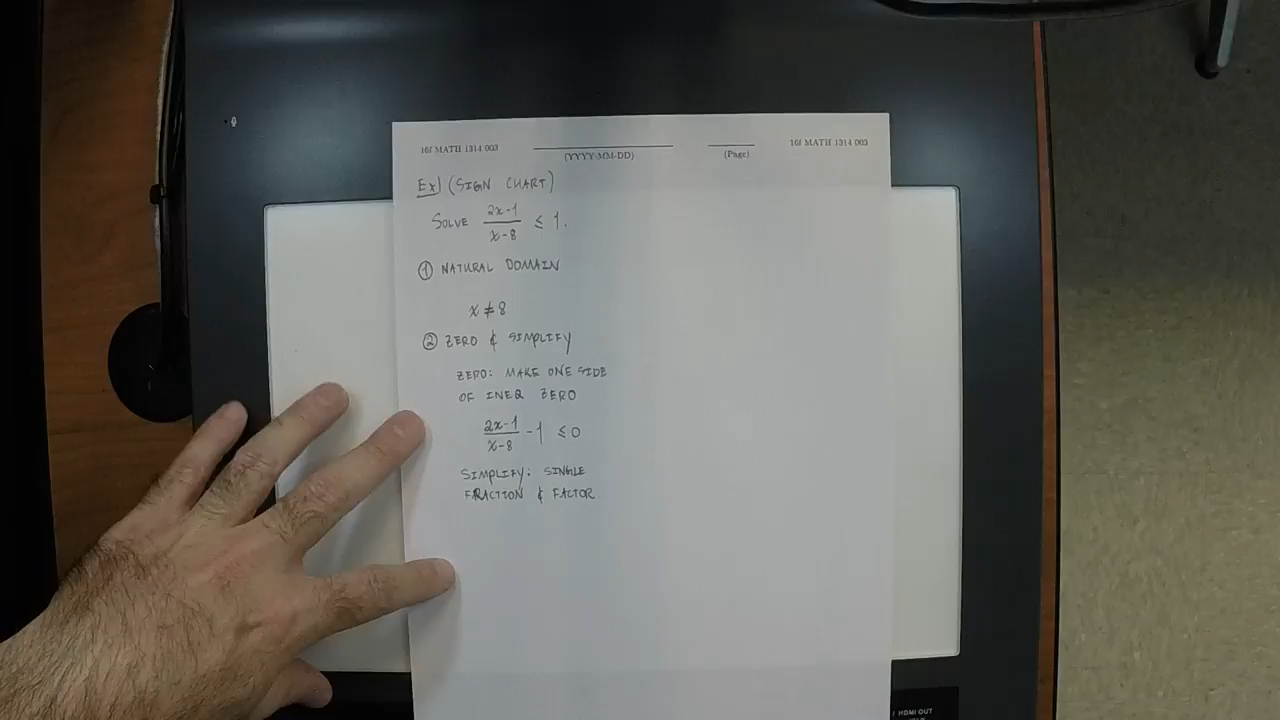 16f MATH 1314 003
(YYYY-MM-DD)
(Page)
16f MATH 1314 003
Ex) (SIGN CHART)
SOLVE (2x-1)/(x-8) ≤ 1.
① NATURAL DOMAIN
x ≠ 8
② ZERO & SIMPLIFY
ZERO: MAKE ONE SIDE
OF INEQ ZERO
(2x-1)/(x-8) - 1 ≤ 0
SIMPLIFY: SINGLE
FRACTION & FACTOR
HDMI OUT